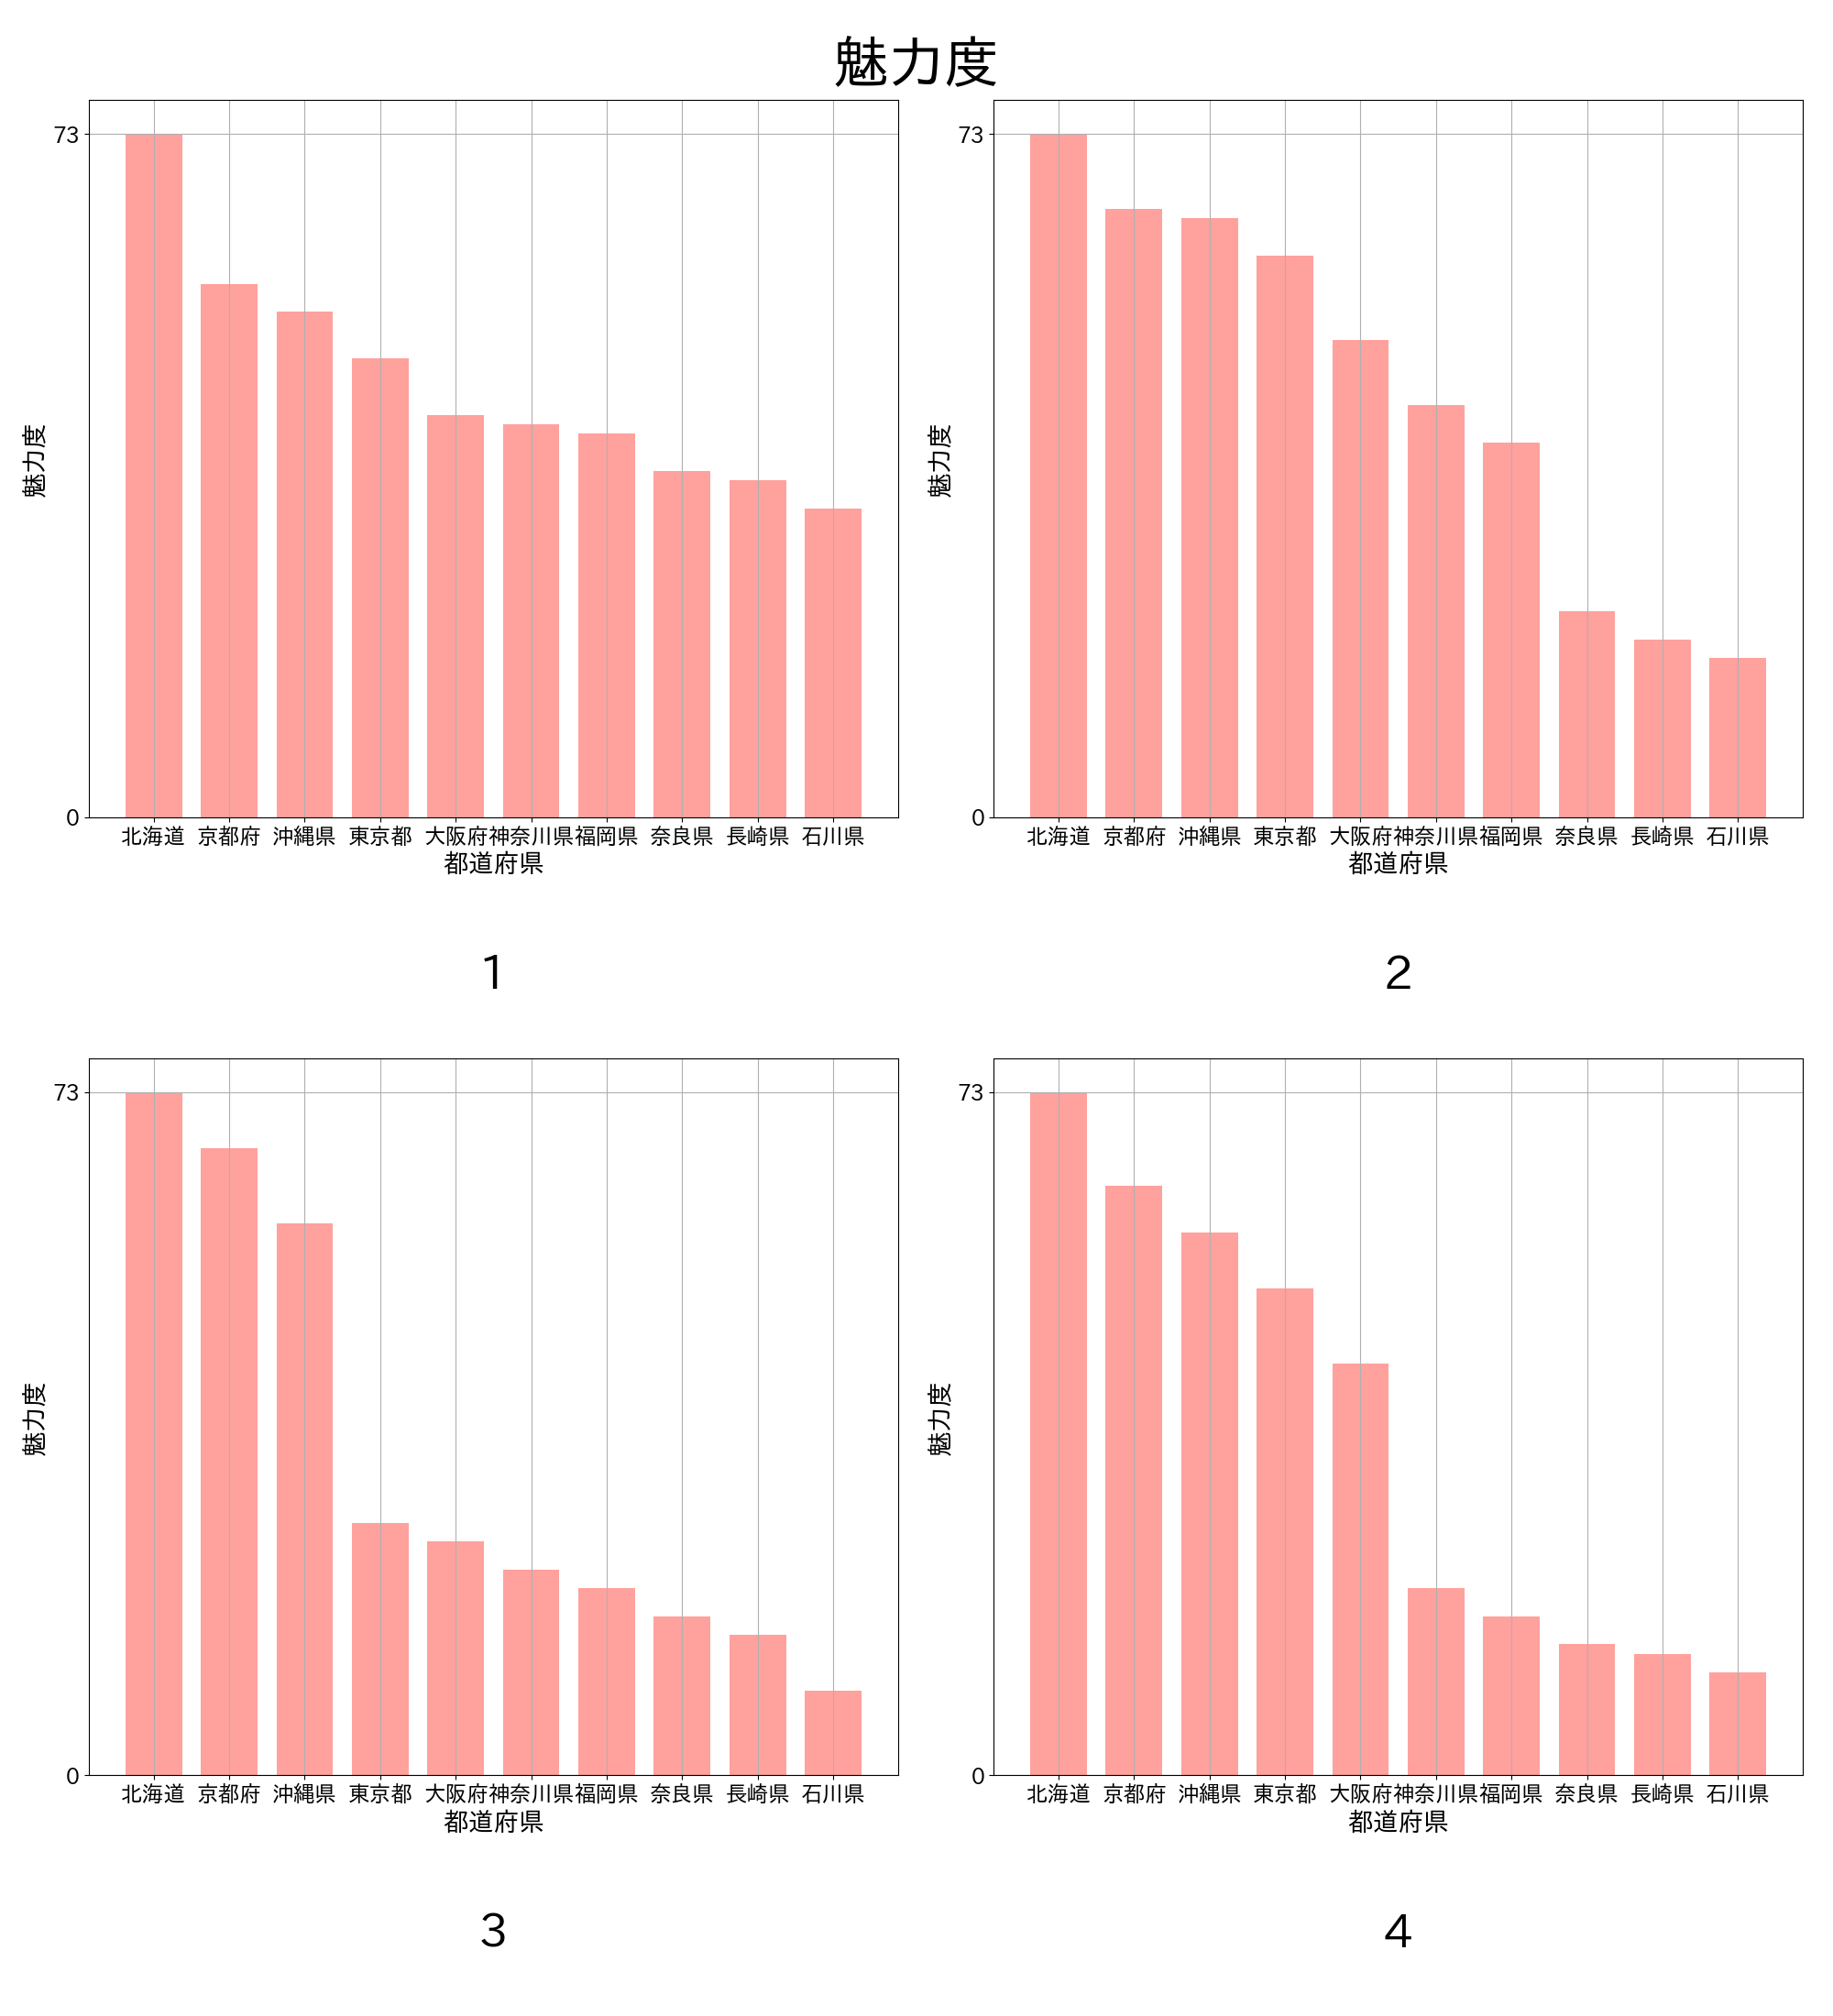 魅力度
73
0
魅力度
北海道 京都府 沖縄県 東京都 大阪府 神奈川県 福岡県 奈良県 長崎県 石川県
都道府県
1
73
0
魅力度
北海道 京都府 沖縄県 東京都 大阪府 神奈川県 福岡県 奈良県 長崎県 石川県
都道府県
2
73
0
魅力度
北海道 京都府 沖縄県 東京都 大阪府 神奈川県 福岡県 奈良県 長崎県 石川県
都道府県
3
73
0
魅力度
北海道 京都府 沖縄県 東京都 大阪府 神奈川県 福岡県 奈良県 長崎県 石川県
都道府県
4